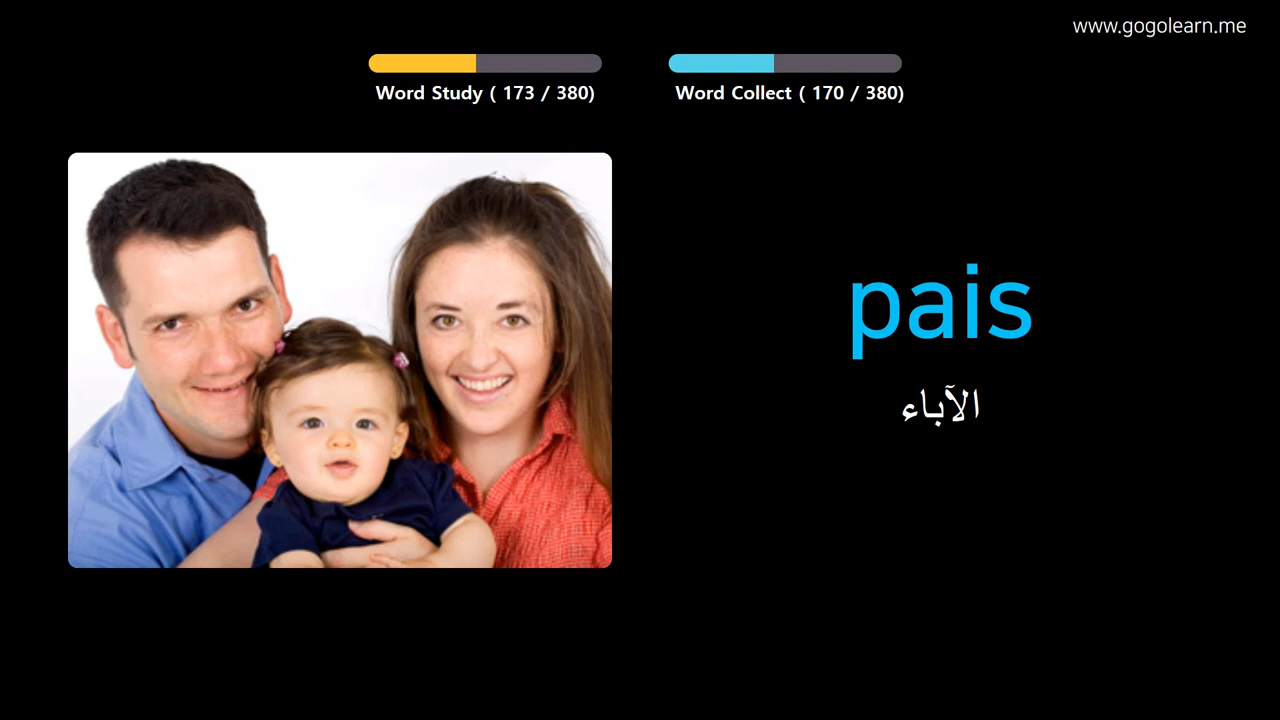 www.gogolearn.me
Word Study ( 173 / 380)
Word Collect ( 170 / 380)
pais
الآباء